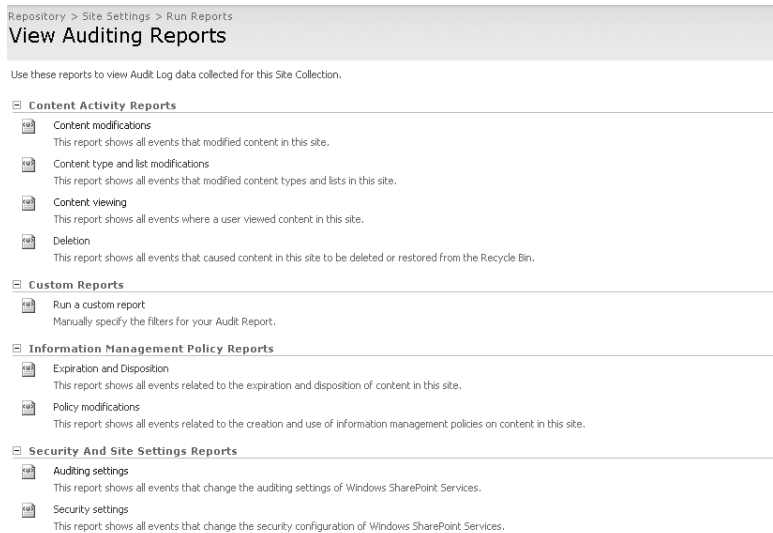 Repository > Site Settings > Run Reports
View Auditing Reports
Use these reports to view Audit Log data collected for this Site Collection.
Content Activity Reports
Content modifications
This report shows all events that modified content in this site.
Content type and list modifications
This report shows all events that modified content types and lists in this site.
Content viewing
This report shows all events where a user viewed content in this site.
Deletion
This report shows all events that caused content in this site to be deleted or restored from the Recycle Bin.
Custom Reports
Run a custom report
Manually specify the filters for your Audit Report.
Information Management Policy Reports
Expiration and Disposition
This report shows all events related to the expiration and disposition of content in this site.
Policy modifications
This report shows all events related to the creation and use of information management policies on content in this site.
Security And Site Settings Reports
Auditing settings
This report shows all events that change the auditing settings of Windows SharePoint Services.
Security settings
This report shows all events that change the security configuration of Windows SharePoint Services.